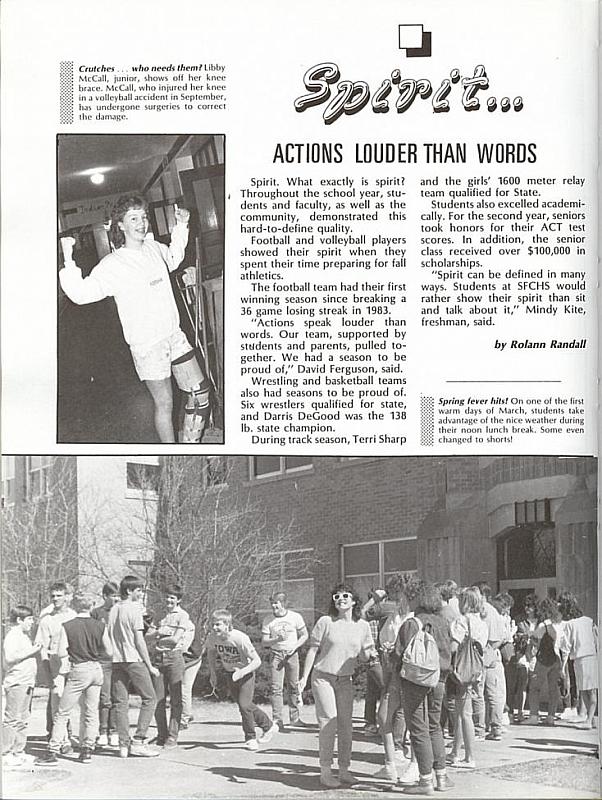 Crutches . . . who needs them? Libby
McCall, junior, shows off her knee
brace. McCall, who injured her knee
in a volleyball accident in September,
has undergone surgeries to correct
the damage.
Spirit...
ACTIONS LOUDER THAN WORDS
Spirit. What exactly is spirit?
Throughout the school year, stu-
dents and faculty, as well as the
community, demonstrated this
hard-to-define quality.
Football and volleyball players
showed their spirit when they
spent their time preparing for fall
athletics.
The football team had their first
winning season since breaking a
36 game losing streak in 1983.
"Actions speak louder than
words. Our team, supported by
students and parents, pulled to-
gether. We had a season to be
proud of," David Ferguson, said.
Wrestling and basketball teams
also had seasons to be proud of.
Six wrestlers qualified for state,
and Darris DeGood was the 138
lb. state champion.
During track season, Terri Sharp
and the girls' 1600 meter relay
team qualified for State.
Students also excelled academi-
cally. For the second year, seniors
took honors for their ACT test
scores. In addition, the senior
class received over $100,000 in
scholarships.
"Spirit can be defined in many
ways. Students at SFCHS would
rather show their spirit than sit
and talk about it," Mindy Kite,
freshman, said.
by Rolann Randall
Spring fever hits! On one of the first
warm days of March, students take
advantage of the nice weather during
their noon lunch break. Some even
changed to shorts!
IOWA